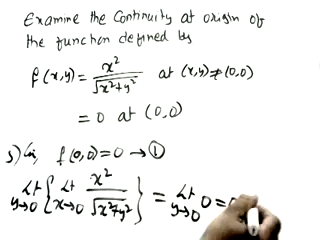 Examine the Continuity at origin of
the function defined by
f(x,y) = x²/√x²+y² at (x,y)≠(0,0)
= 0 at (0,0)
f(0,0)=0 → ①
Lt y→0 { Lt x→0 x²/√x²+y² } = Lt y→0 0 =